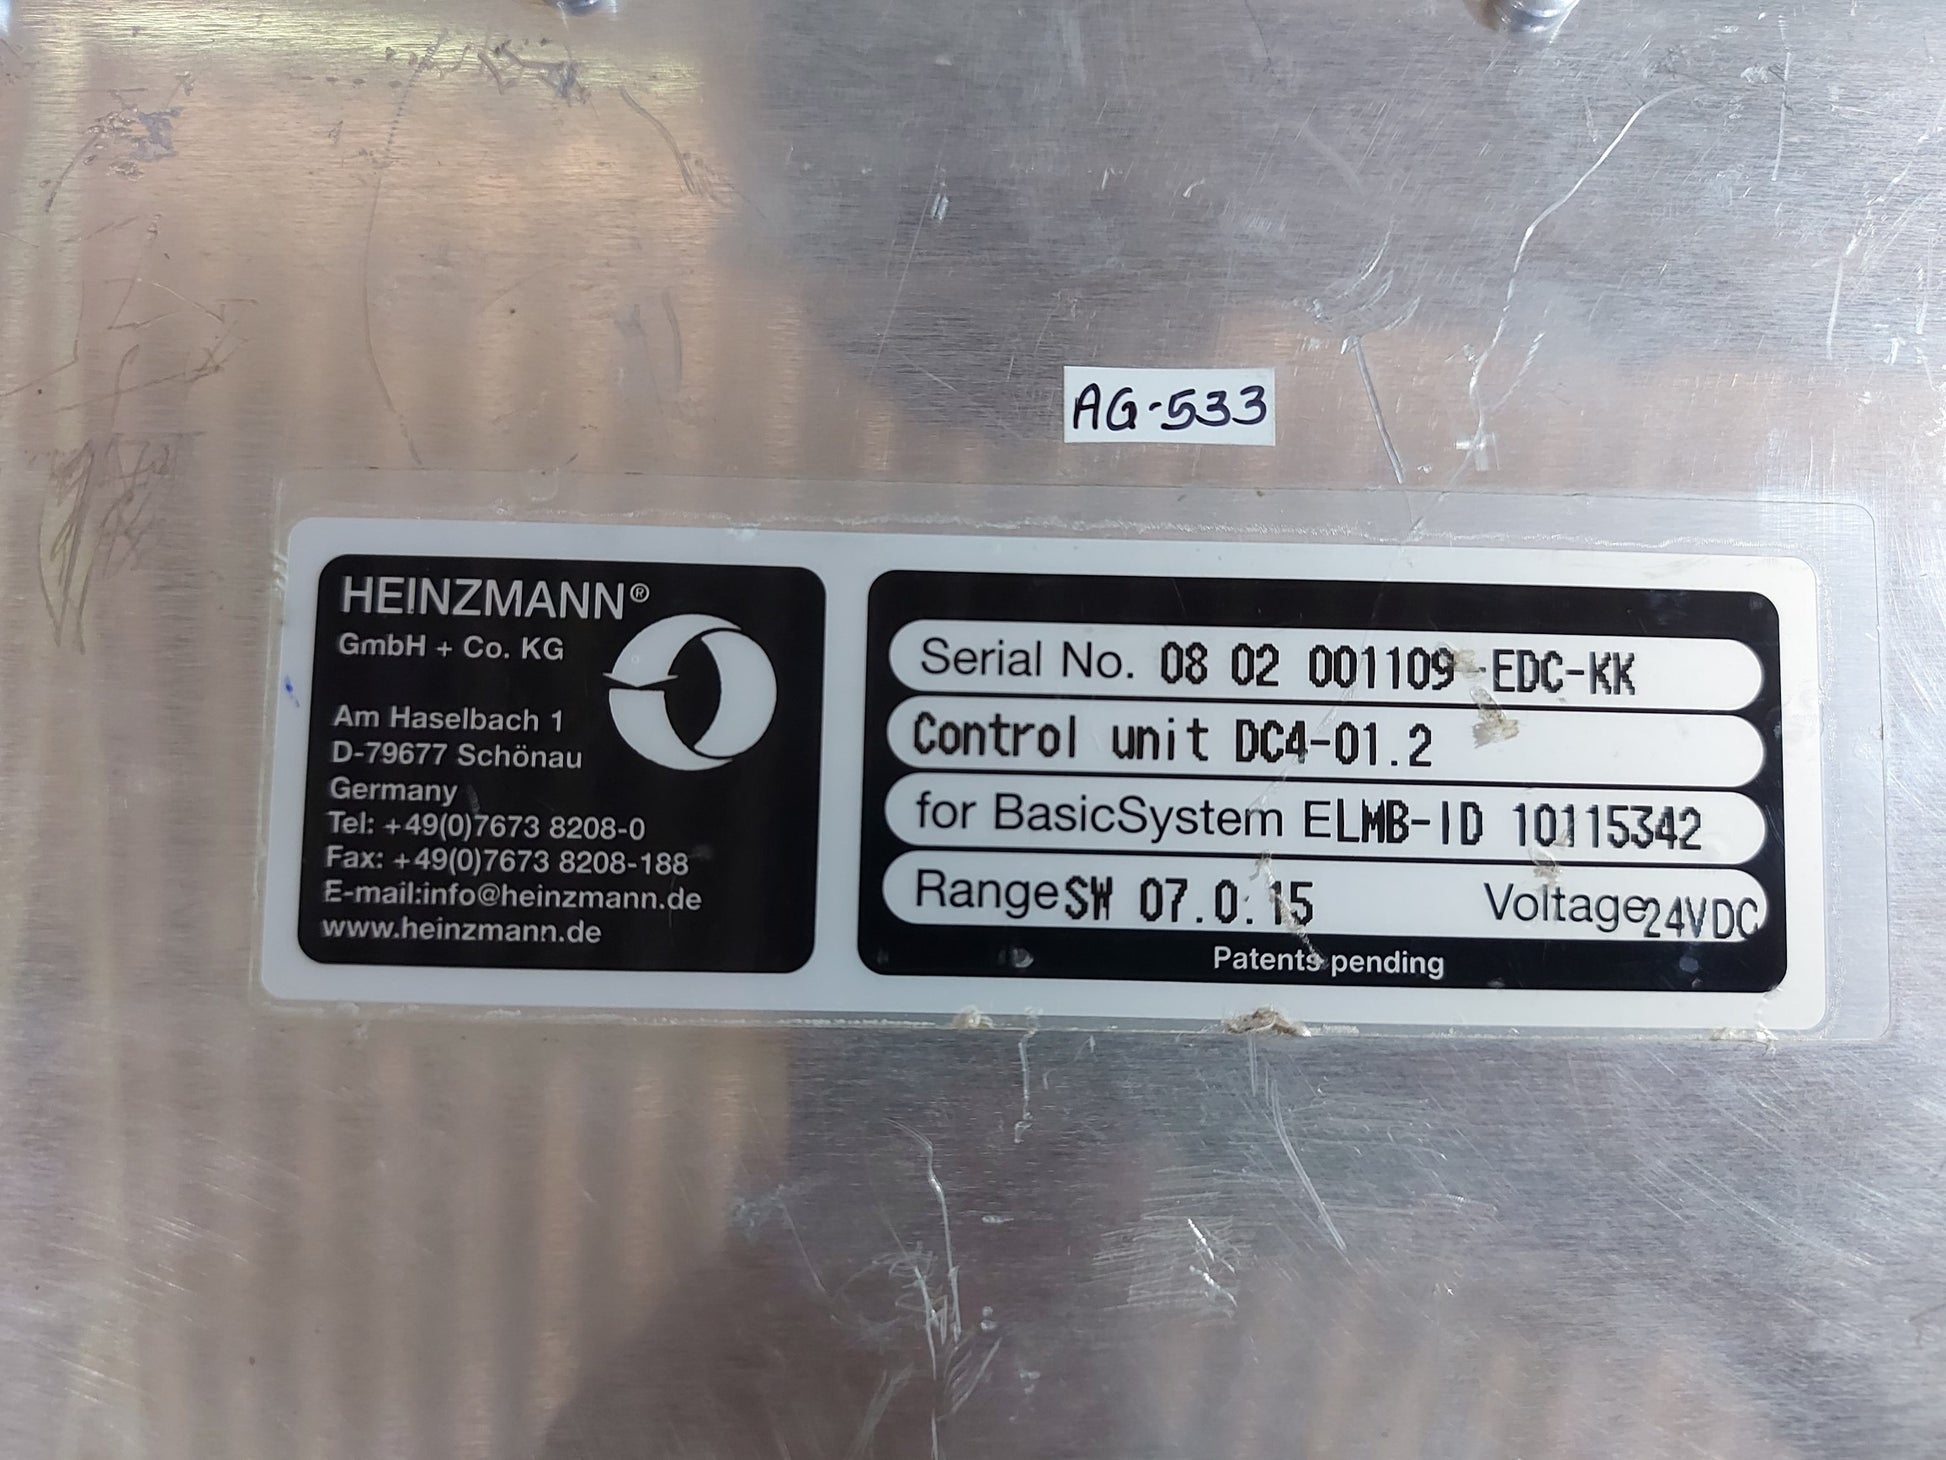 AG-533
HEINZMANN®
GmbH + Co. KG
Am Haselbach 1
D-79677 Schönau
Germany
Tel: +49(0)7673 8208-0
Fax: +49(0)7673 8208-188
E-mail:info@heinzmann.de
www.heinzmann.de
Serial No. 08 02 001109-EDC-KK
Control unit DC4-01.2
for BasicSystem ELMB-ID 10115342
Range SW 07.0.15 Voltage 24VDC
Patents pending